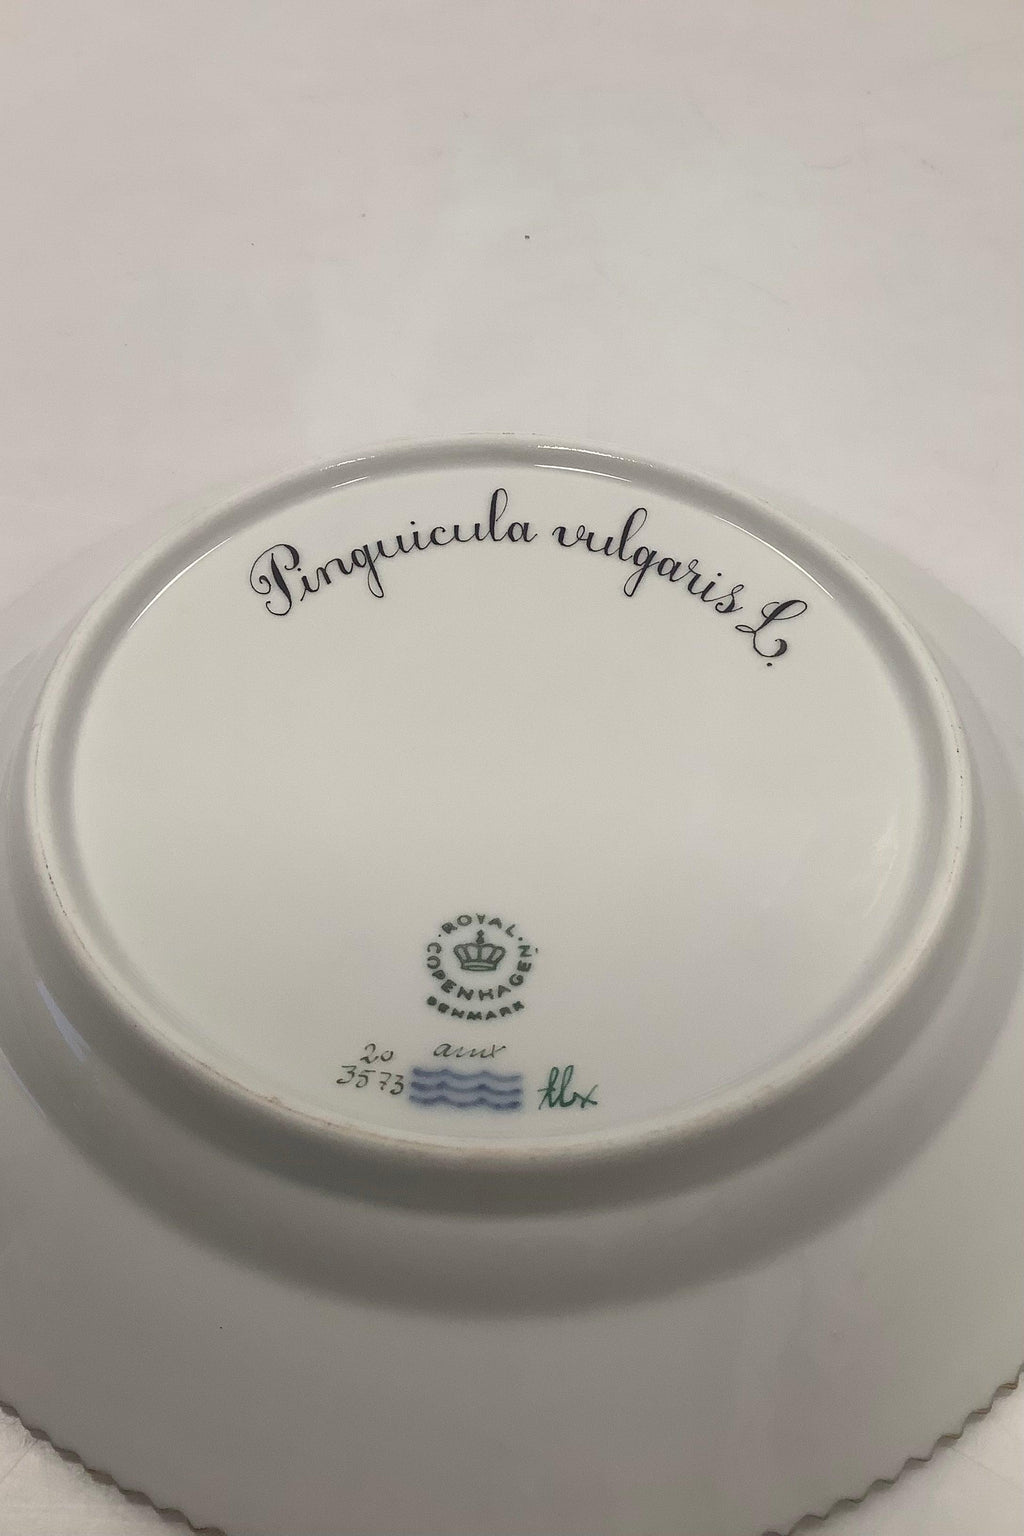 Pinguicula vulgaris L.
ROYAL
COPENHAGEN
DENMARK
20
3573